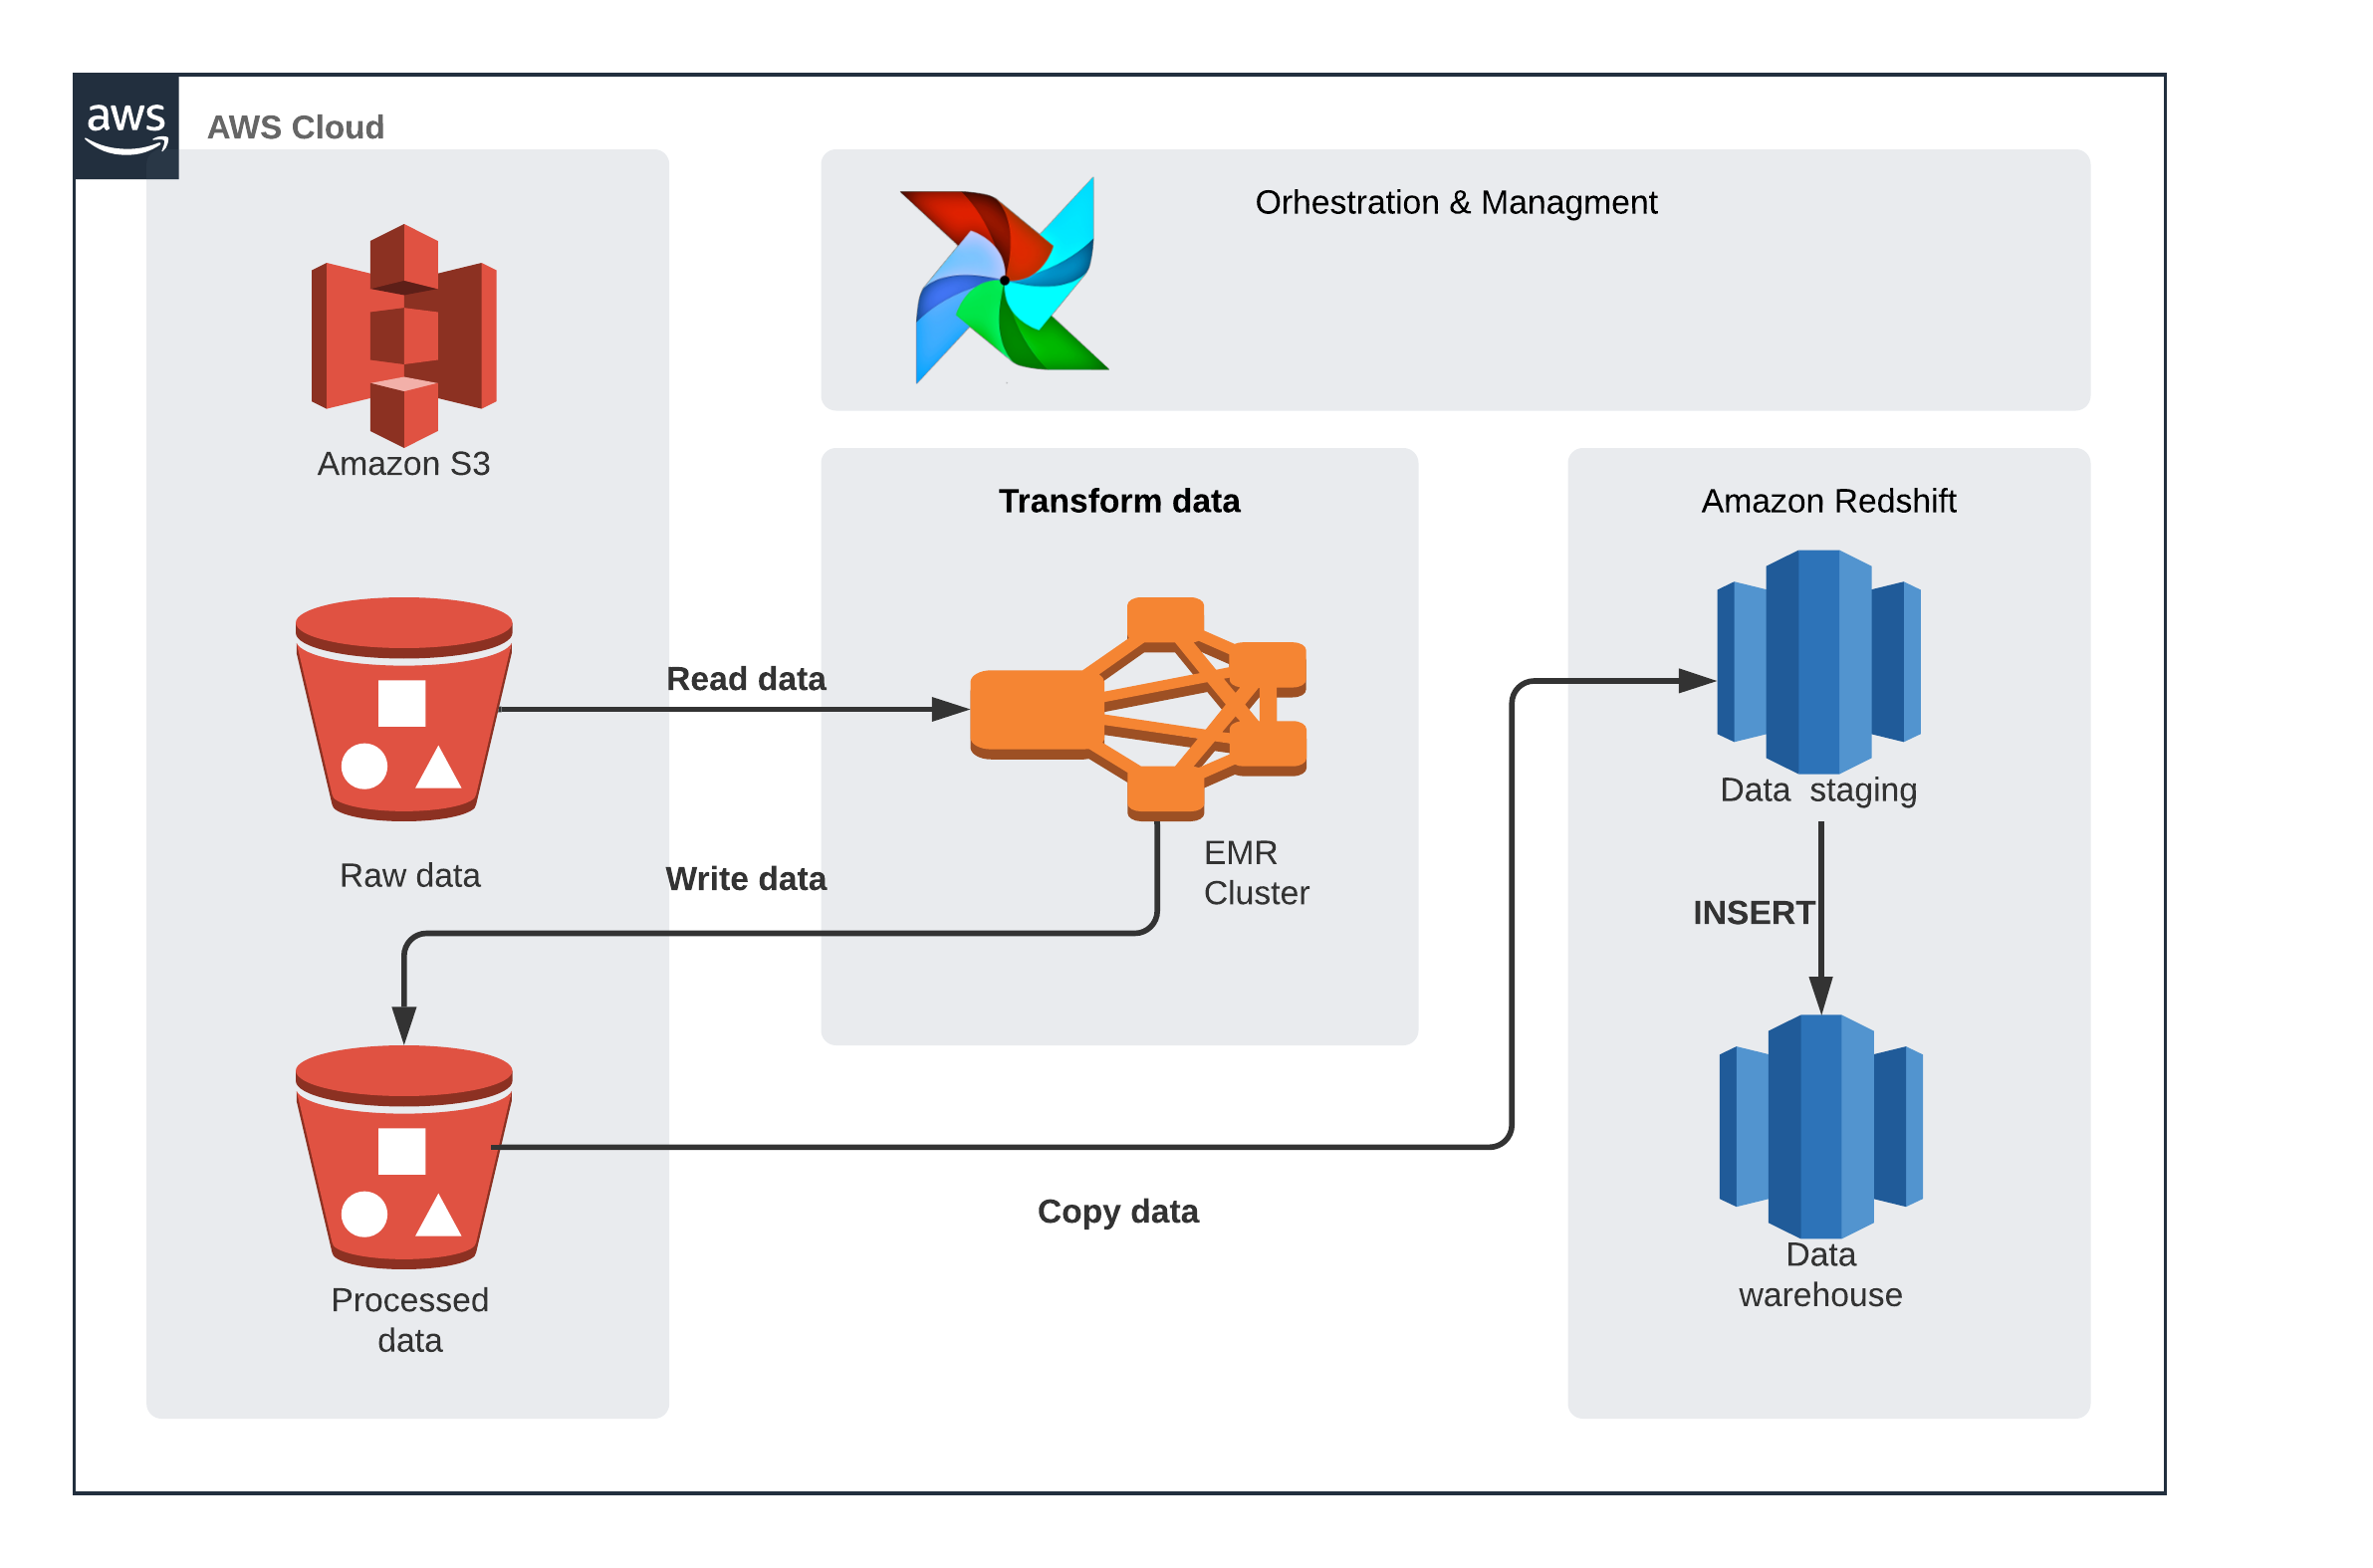 aws
AWS Cloud
Orhestration & Managment
Amazon S3
Transform data
Amazon Redshift
Read data
Data  staging
EMR
Cluster
Raw data
Write data
INSERT
Copy data
Data
warehouse
Processed
data